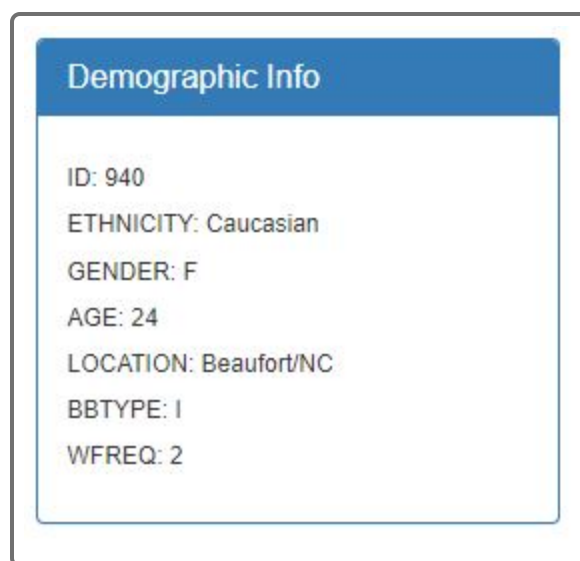 Demographic Info
ID: 940
ETHNICITY: Caucasian
GENDER: F
AGE: 24
LOCATION: Beaufort/NC
BBTYPE: I
WFREQ: 2